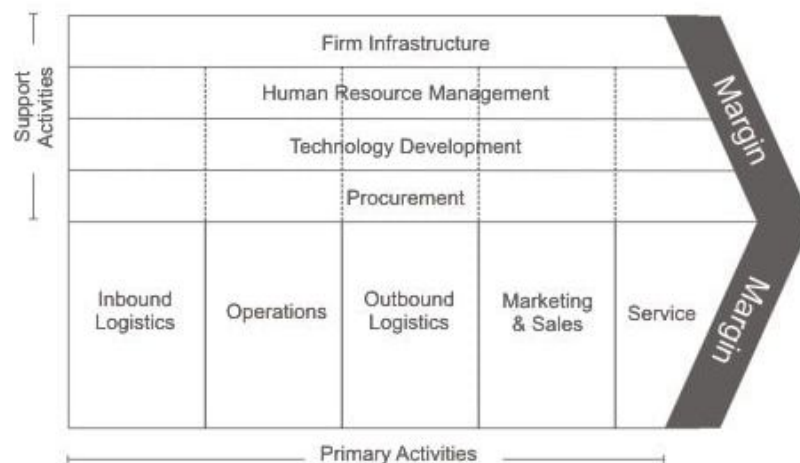 Support
Activities
Firm Infrastructure
Human Resource Management
Technology Development
Procurement
Inbound
Logistics
Operations
Outbound
Logistics
Marketing
& Sales
Service
Margin
Margin
Primary Activities